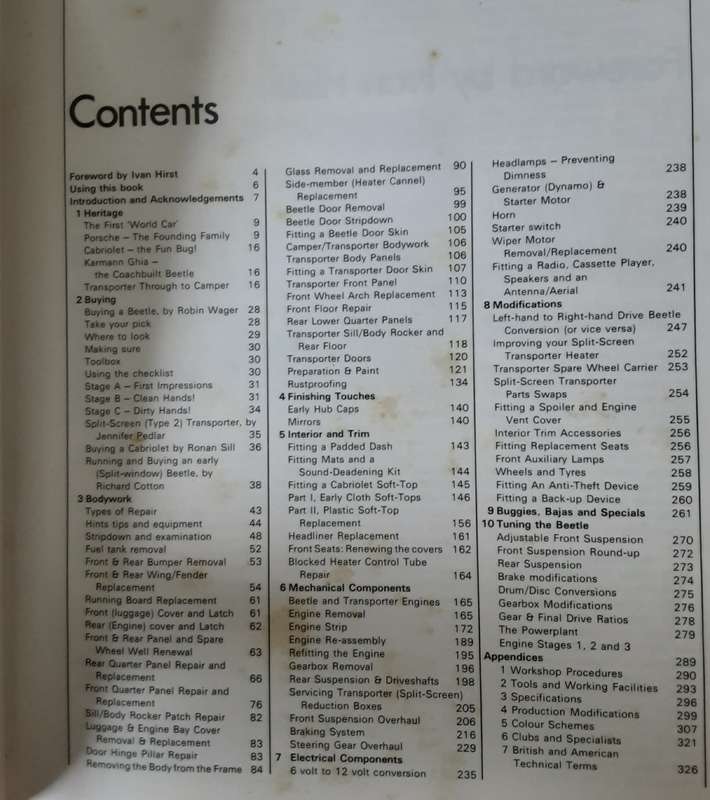 Contents
Foreword by Ivan Hirst 4
Using this book 6
Introduction and Acknowledgements 7
1 Heritage
The First 'World Car' 9
Porsche – The Founding Family 9
Cabriolet – the Fun Bug! 16
Karmann Ghia –
the Coachbuilt Beetle 16
Transporter Through to Camper 16
2 Buying
Buying a Beetle, by Robin Wager 28
Take your pick 28
Where to look 29
Making sure 30
Toolbox 30
Using the checklist 30
Stage A – First Impressions 31
Stage B – Clean Hands! 31
Stage C – Dirty Hands! 34
Split-Screen (Type 2) Transporter, by
Jennifer Pedlar 35
Buying a Cabriolet by Ronan Sill 36
Running and Buying an early
(Split-window) Beetle, by
Richard Cotton 38
3 Bodywork
Types of Repair 43
Hints tips and equipment 44
Stripdown and examination 48
Fuel tank removal 52
Front & Rear Bumper Removal 53
Front & Rear Wing/Fender
Replacement 54
Running Board Replacement 61
Front (luggage) Cover and Latch 61
Rear (Engine) cover and Latch 62
Front & Rear Panel and Spare
Wheel Well Renewal 63
Rear Quarter Panel Repair and
Replacement 66
Front Quarter Panel Repair and
Replacement 76
Sill/Body Rocker Patch Repair 82
Luggage & Engine Bay Cover
Removal & Replacement 83
Door Hinge Pillar Repair 83
Removing the Body from the Frame 84
Glass Removal and Replacement 90
Side-member (Heater Cannel)
Replacement 95
Beetle Door Removal 99
Beetle Door Stripdown 100
Fitting a Beetle Door Skin 105
Camper/Transporter Bodywork 106
Transporter Body Panels 106
Fitting a Transporter Door Skin 107
Transporter Front Panel 110
Front Wheel Arch Replacement 113
Front Floor Repair 115
Rear Lower Quarter Panels 117
Transporter Sill/Body Rocker and
Rear Floor 118
Transporter Doors 120
Preparation & Paint 121
Rustproofing 134
4 Finishing Touches
Early Hub Caps 140
Mirrors 140
5 Interior and Trim
Fitting a Padded Dash 143
Fitting Mats and a
Sound-Deadening Kit 144
Fitting a Cabriolet Soft-Top 145
Part I, Early Cloth Soft-Tops 146
Part II, Plastic Soft-Top
Replacement 156
Headliner Replacement 161
Front Seats: Renewing the covers 162
Blocked Heater Control Tube
Repair 164
6 Mechanical Components
Beetle and Transporter Engines 165
Engine Removal 165
Engine Strip 172
Engine Re-assembly 189
Refitting the Engine 195
Gearbox Removal 196
Rear Suspension & Driveshafts 198
Servicing Transporter (Split-Screen)
Reduction Boxes 205
Front Suspension Overhaul 206
Braking System 216
Steering Gear Overhaul 229
7 Electrical Components
6 volt to 12 volt conversion 235
Headlamps – Preventing
Dimness 238
Generator (Dynamo) &
Starter Motor 238
Horn 239
Starter switch 240
Wiper Motor
Removal/Replacement 240
Fitting a Radio, Cassette Player,
Speakers and an
Antenna/Aerial 241
8 Modifications
Left-hand to Right-hand Drive Beetle
Conversion (or vice versa) 247
Improving your Split-Screen
Transporter Heater 252
Transporter Spare Wheel Carrier 253
Split-Screen Transporter
Parts Swaps 254
Fitting a Spoiler and Engine
Vent Cover 255
Interior Trim Accessories 256
Fitting Replacement Seats 256
Front Auxiliary Lamps 257
Wheels and Tyres 258
Fitting An Anti-Theft Device 259
Fitting a Back-up Device 260
9 Buggies, Bajas and Specials 261
10 Tuning the Beetle
Adjustable Front Suspension 270
Front Suspension Round-up 272
Rear Suspension 273
Brake modifications 274
Drum/Disc Conversions 275
Gearbox Modifications 276
Gear & Final Drive Ratios 278
The Powerplant 279
Engine Stages 1, 2 and 3
Appendices 289
1 Workshop Procedures 290
2 Tools and Working Facilities 293
3 Specifications 296
4 Production Modifications 299
5 Colour Schemes 307
6 Clubs and Specialists 321
7 British and American
Technical Terms 326